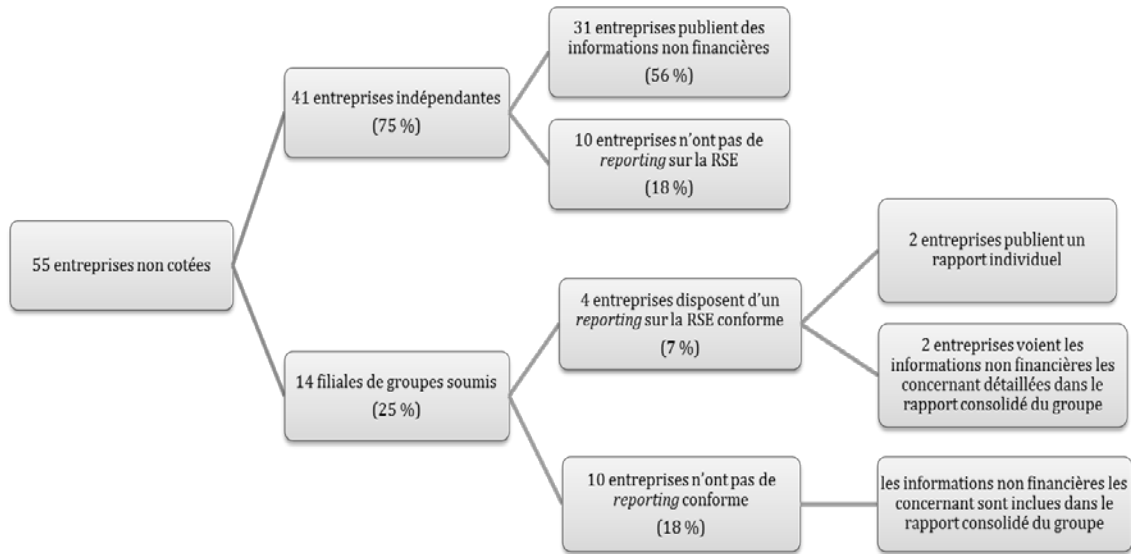 55 entreprises non cotées
41 entreprises indépendantes
(75 %)
31 entreprises publient des
informations non financières
(56 %)
10 entreprises n’ont pas de
reporting sur la RSE
(18 %)
14 filiales de groupes soumis
(25 %)
4 entreprises disposent d’un
reporting sur la RSE conforme
(7 %)
2 entreprises publient un
rapport individuel
2 entreprises voient les
informations non financières les
concernant détaillées dans le
rapport consolidé du groupe
10 entreprises n’ont pas de
reporting conforme
(18 %)
les informations non financières les
concernant sont inclues dans le
rapport consolidé du groupe